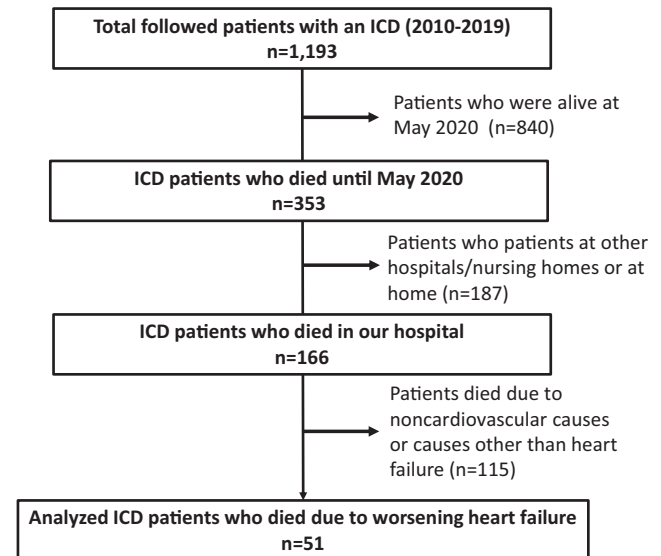 Total followed patients with an ICD (2010-2019)
n=1,193
Patients who were alive at
May 2020 (n=840)
ICD patients who died until May 2020
n=353
Patients who patients at other
hospitals/nursing homes or at
home (n=187)
ICD patients who died in our hospital
n=166
Patients died due to
noncardiovascular causes
or causes other than heart
failure (n=115)
Analyzed ICD patients who died due to worsening heart failure
n=51